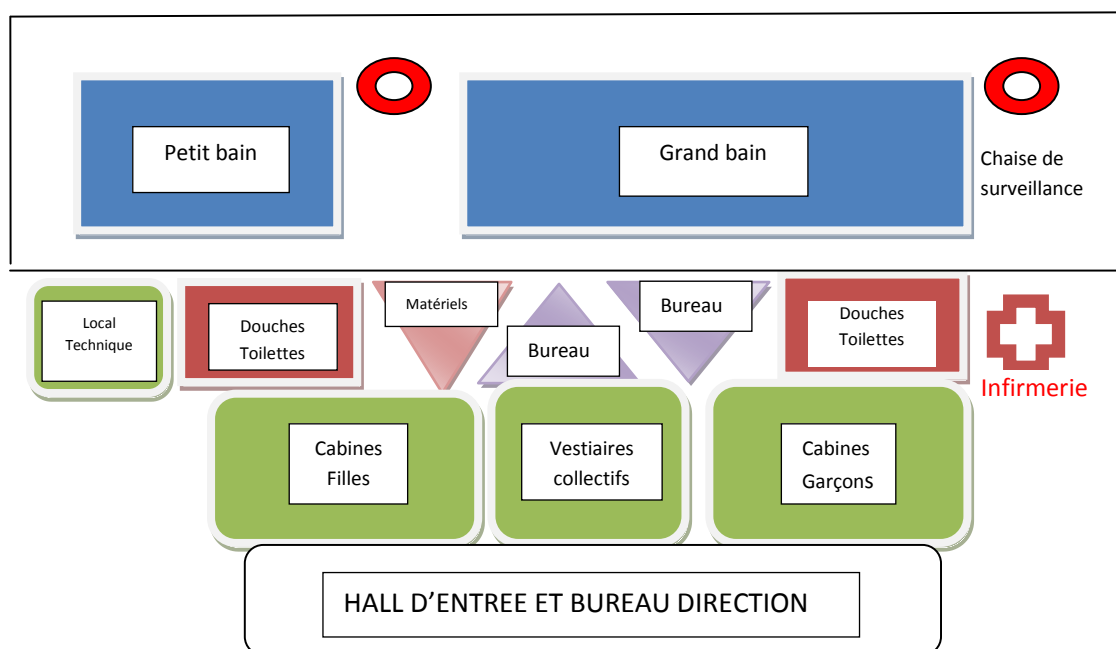 Petit bain
Grand bain
Chaise de
surveillance
Local
Technique
Douches
Toilettes
Matériels
Bureau
Bureau
Douches
Toilettes
Infirmerie
Cabines
Filles
Vestiaires
collectifs
Cabines
Garçons
HALL D’ENTREE ET BUREAU DIRECTION